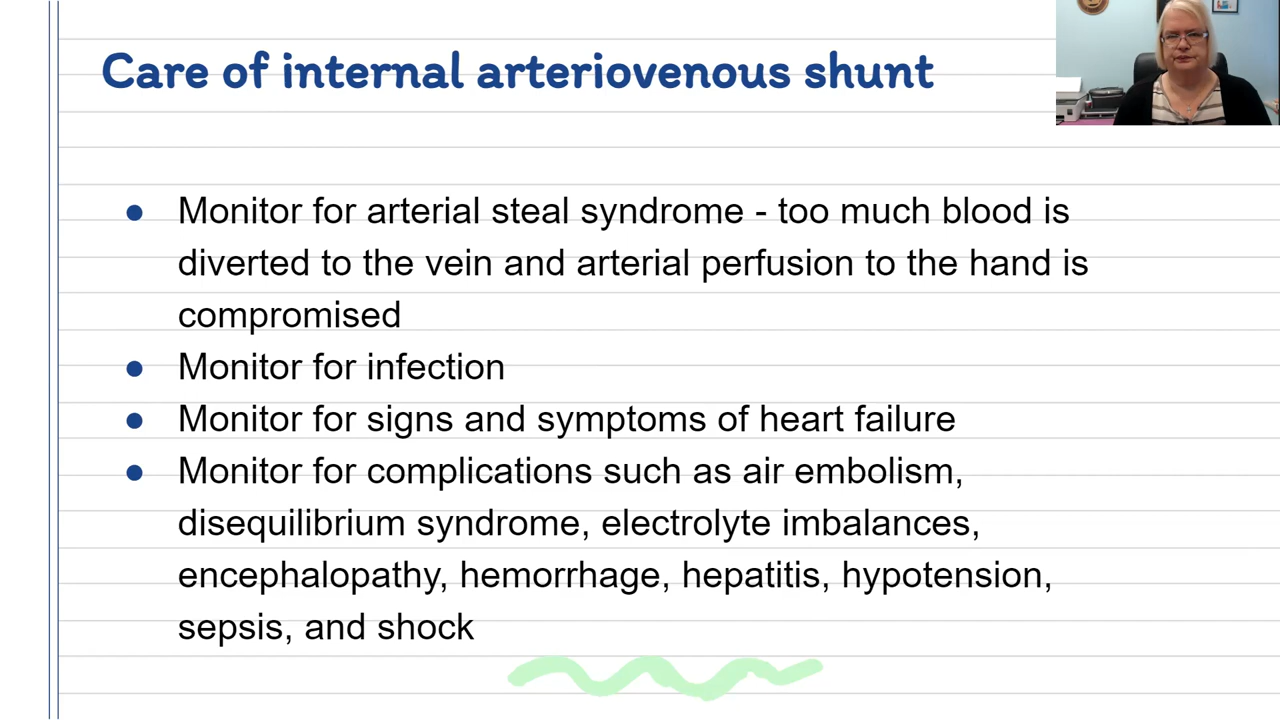 Care of internal arteriovenous shunt
● Monitor for arterial steal syndrome - too much blood is
diverted to the vein and arterial perfusion to the hand is
compromised
● Monitor for infection
● Monitor for signs and symptoms of heart failure
● Monitor for complications such as air embolism,
disequilibrium syndrome, electrolyte imbalances,
encephalopathy, hemorrhage, hepatitis, hypotension,
sepsis, and shock